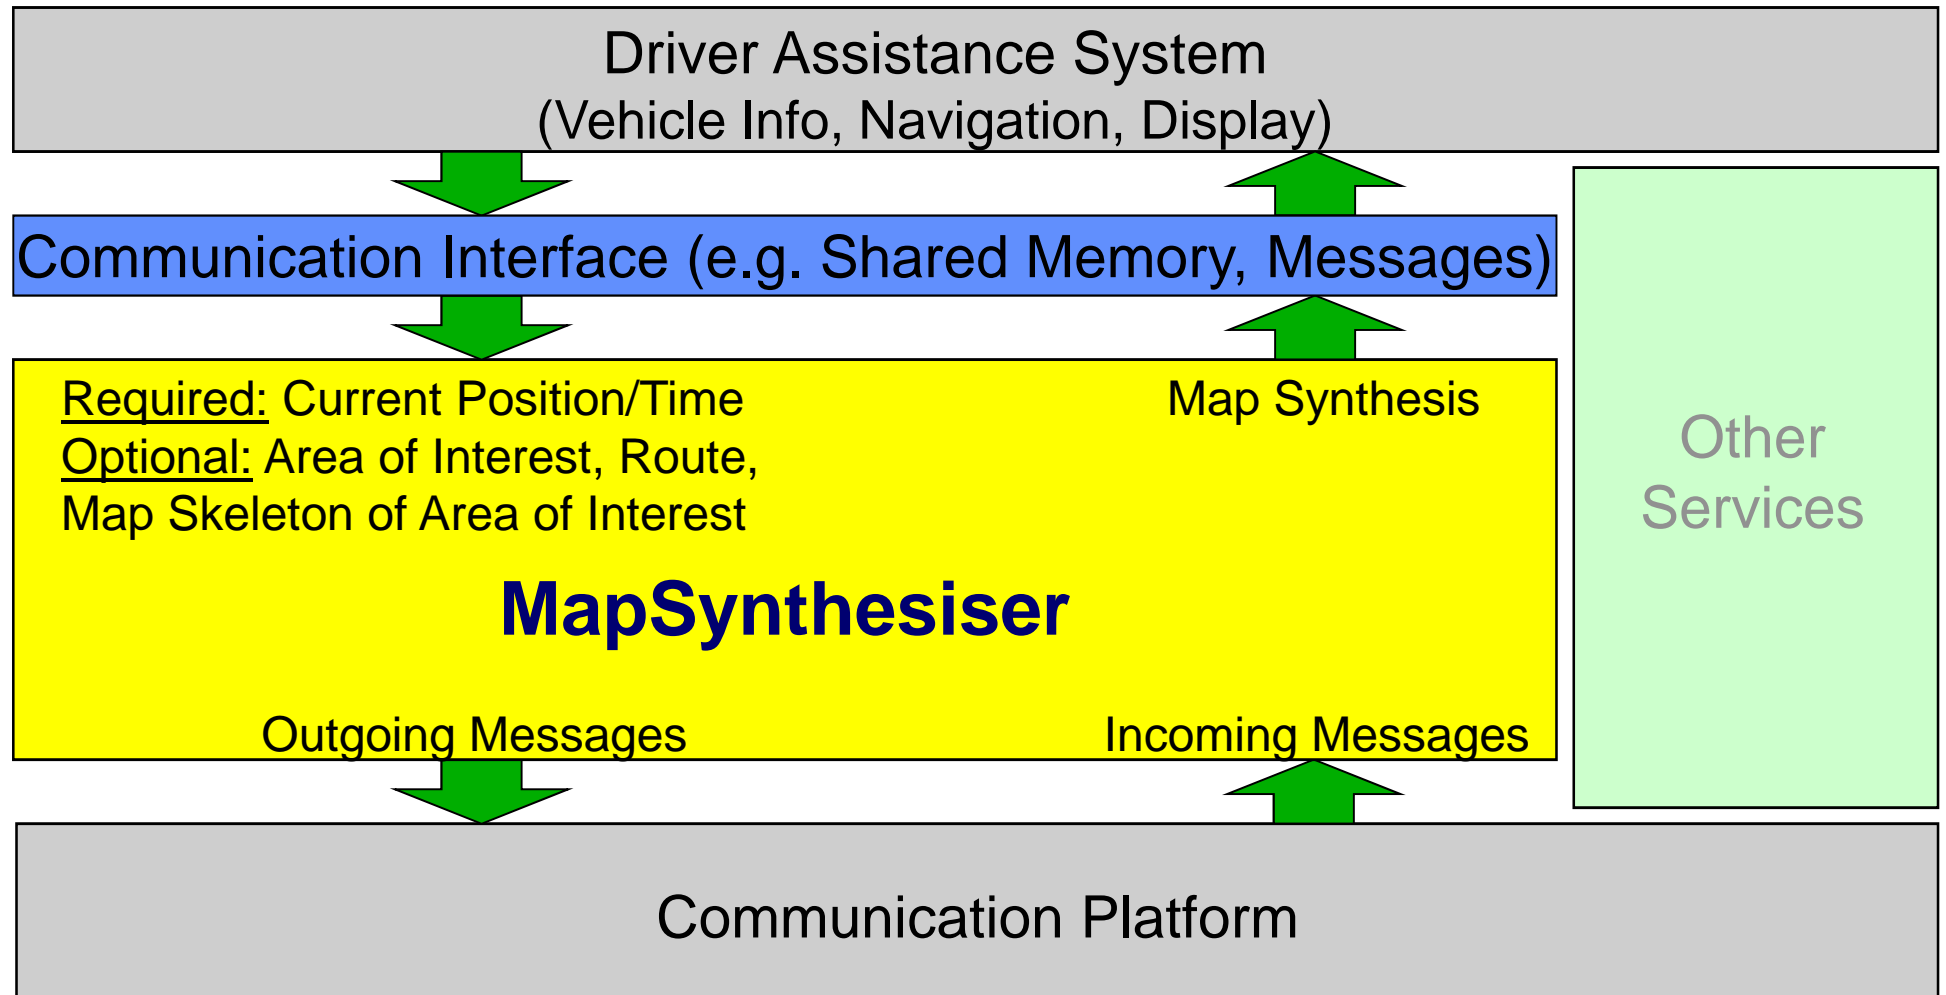 Driver Assistance System
(Vehicle Info, Navigation, Display)
Communication Interface (e.g. Shared Memory, Messages)
Required: Current Position/Time
Optional: Area of Interest, Route,
Map Skeleton of Area of Interest
Map Synthesis
MapSynthesiser
Outgoing Messages
Incoming Messages
Other
Services
Communication Platform